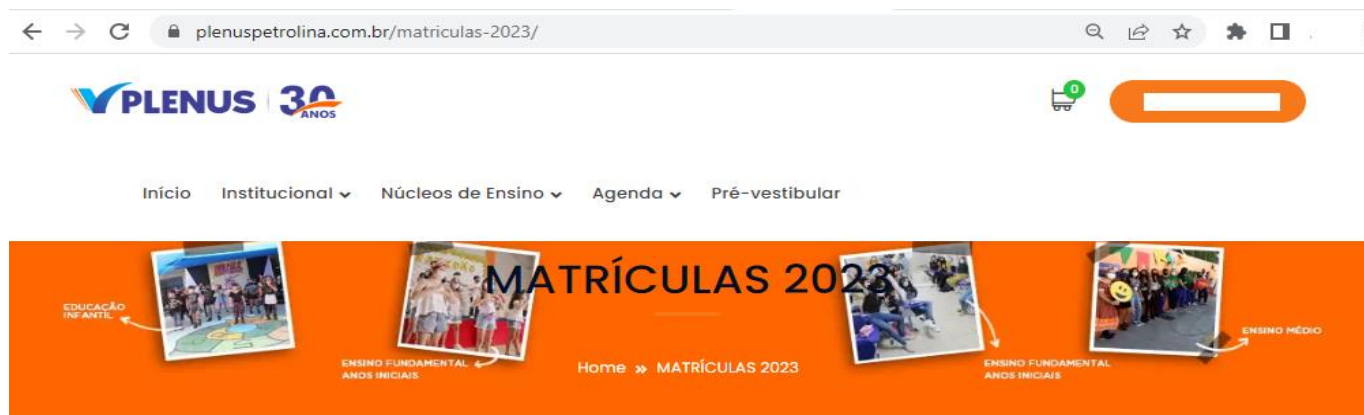 plenuspetrolina.com.br/matriculas-2023/
PLENUS 30
ANOS
0
Início Institucional Núcleos de Ensino Agenda Pré-vestibular
MATRÍCULAS 2023
EDUCAÇÃO
INFANTIL
ENSINO MÉDIO
ENSINO FUNDAMENTAL
ANOS INICIAIS
Home » MATRÍCULAS 2023
ENSINO FUNDAMENTAL
ANOS INICIAIS